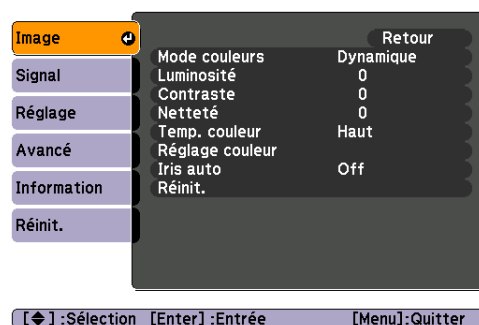 Image
Signal
Réglage
Avancé
Information
Réinit.
Retour
Mode couleurs Dynamique
Luminosité 0
Contraste 0
Netteté 0
Temp. couleur Haut
Réglage couleur
Iris auto Off
Réinit.
[◆] :Sélection [Enter] :Entrée [Menu]:Quitter